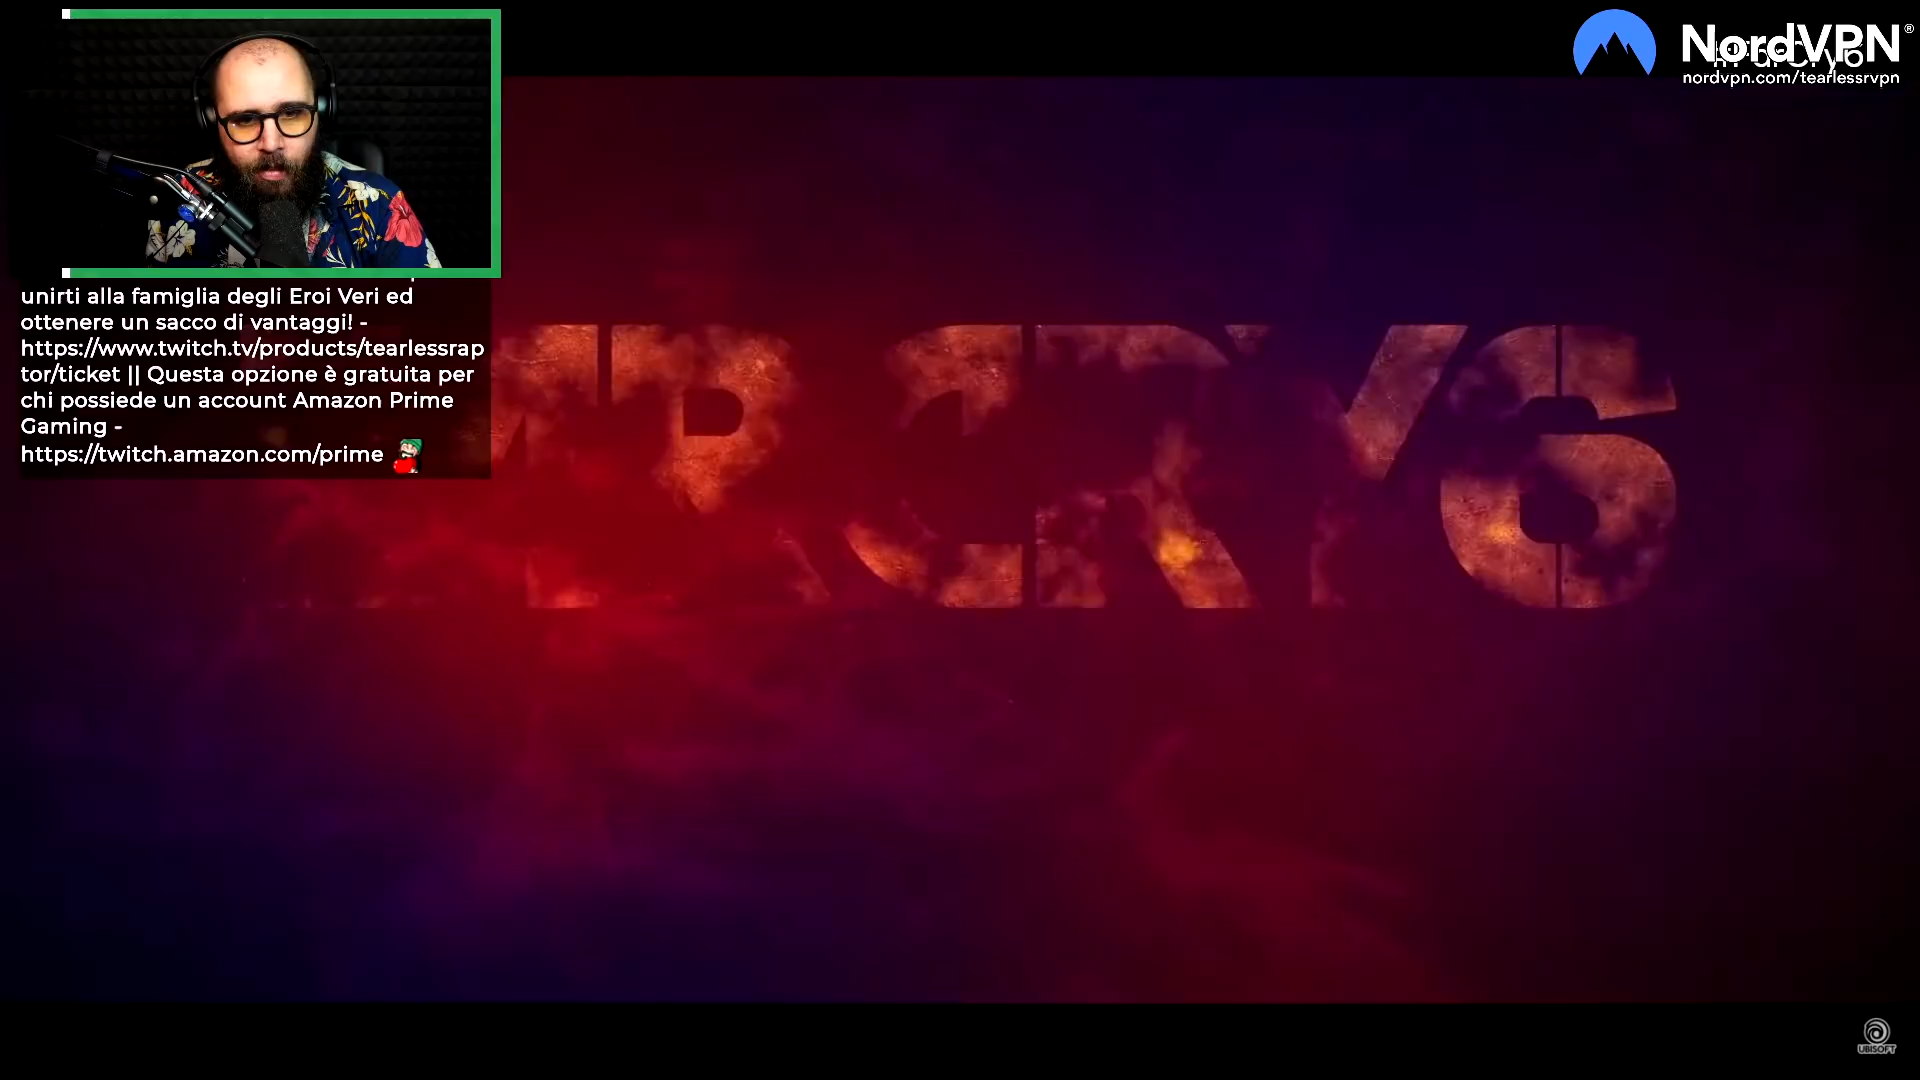 NordVPN®
#FarCry6
nordvpn.com/tearlessrvpn
unirti alla famiglia degli Eroi Veri ed
ottenere un sacco di vantaggi! -
https://www.twitch.tv/products/tearlessrap
tor/ticket || Questa opzione è gratuita per
chi possiede un account Amazon Prime
Gaming -
https://twitch.amazon.com/prime
FAR CRY 6
UBISOFT